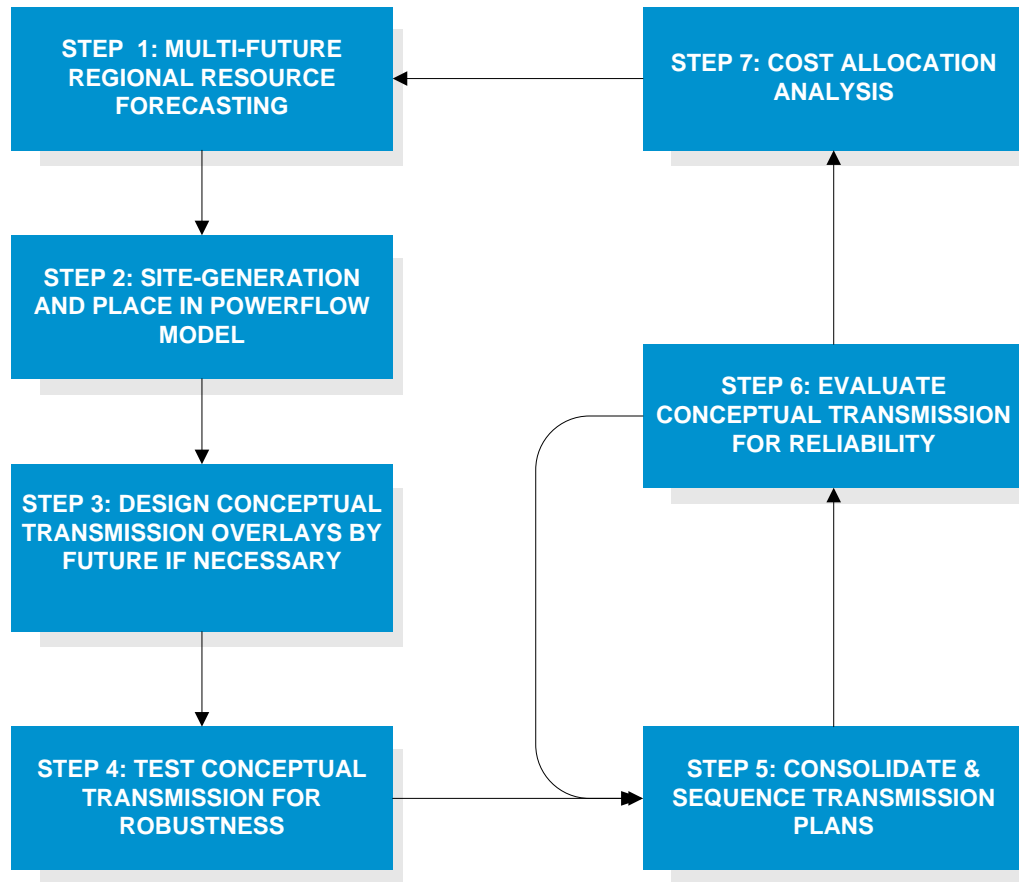 STEP 1: MULTI-FUTURE
REGIONAL RESOURCE
FORECASTING
STEP 2: SITE-GENERATION
AND PLACE IN POWERFLOW
MODEL
STEP 3: DESIGN CONCEPTUAL
TRANSMISSION OVERLAYS BY
FUTURE IF NECESSARY
STEP 4: TEST CONCEPTUAL
TRANSMISSION FOR
ROBUSTNESS
STEP 5: CONSOLIDATE &
SEQUENCE TRANSMISSION
PLANS
STEP 6: EVALUATE
CONCEPTUAL TRANSMISSION
FOR RELIABILITY
STEP 7: COST ALLOCATION
ANALYSIS